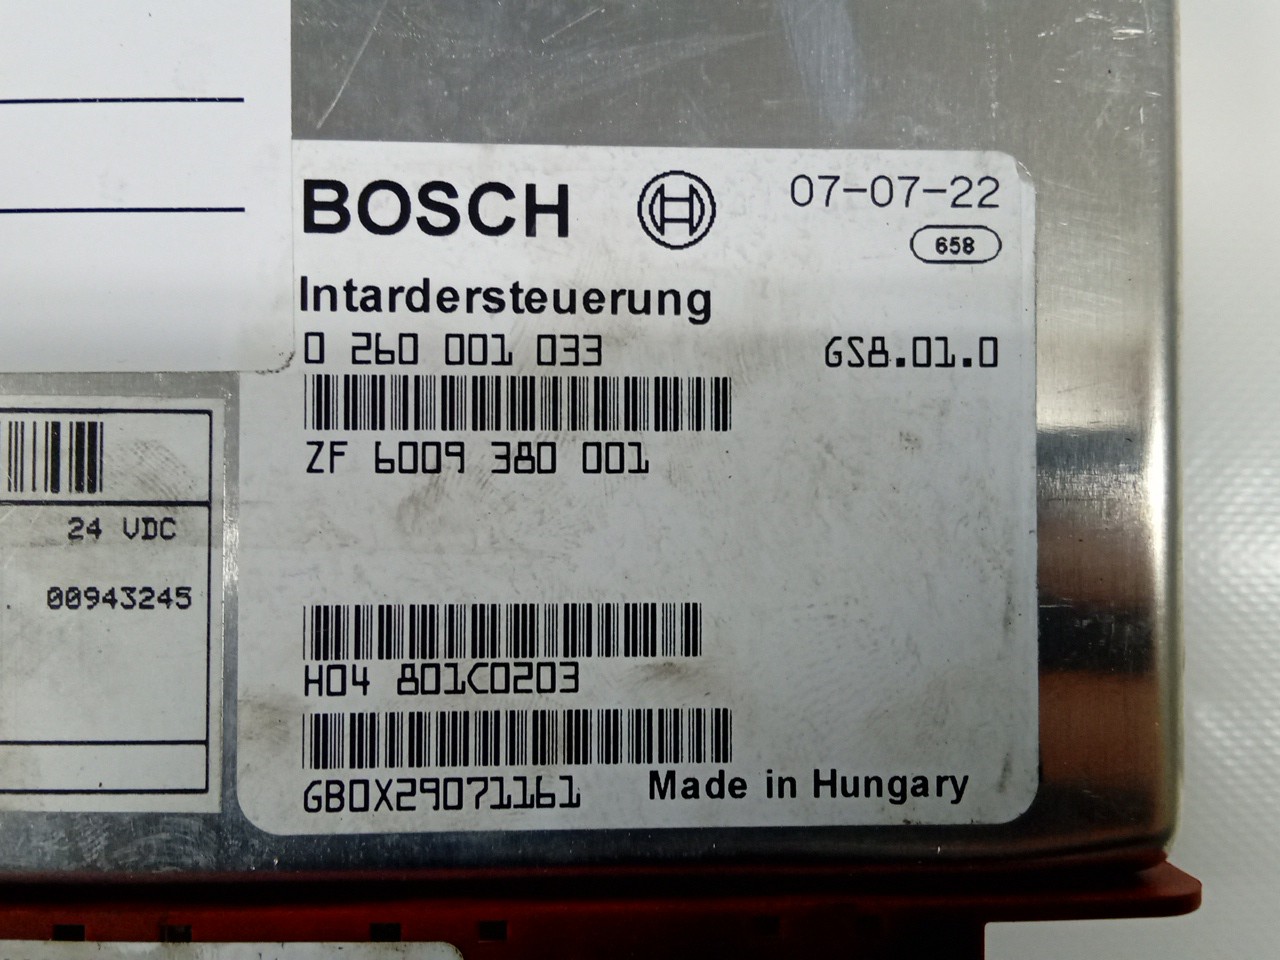 BOSCH
07-07-22
658
Intardersteuerung
0 260 001 033
GS8.01.0
ZF 6009 380 001
24 VDC
00943245
H04 801C0203
GB0X29071161
Made in Hungary